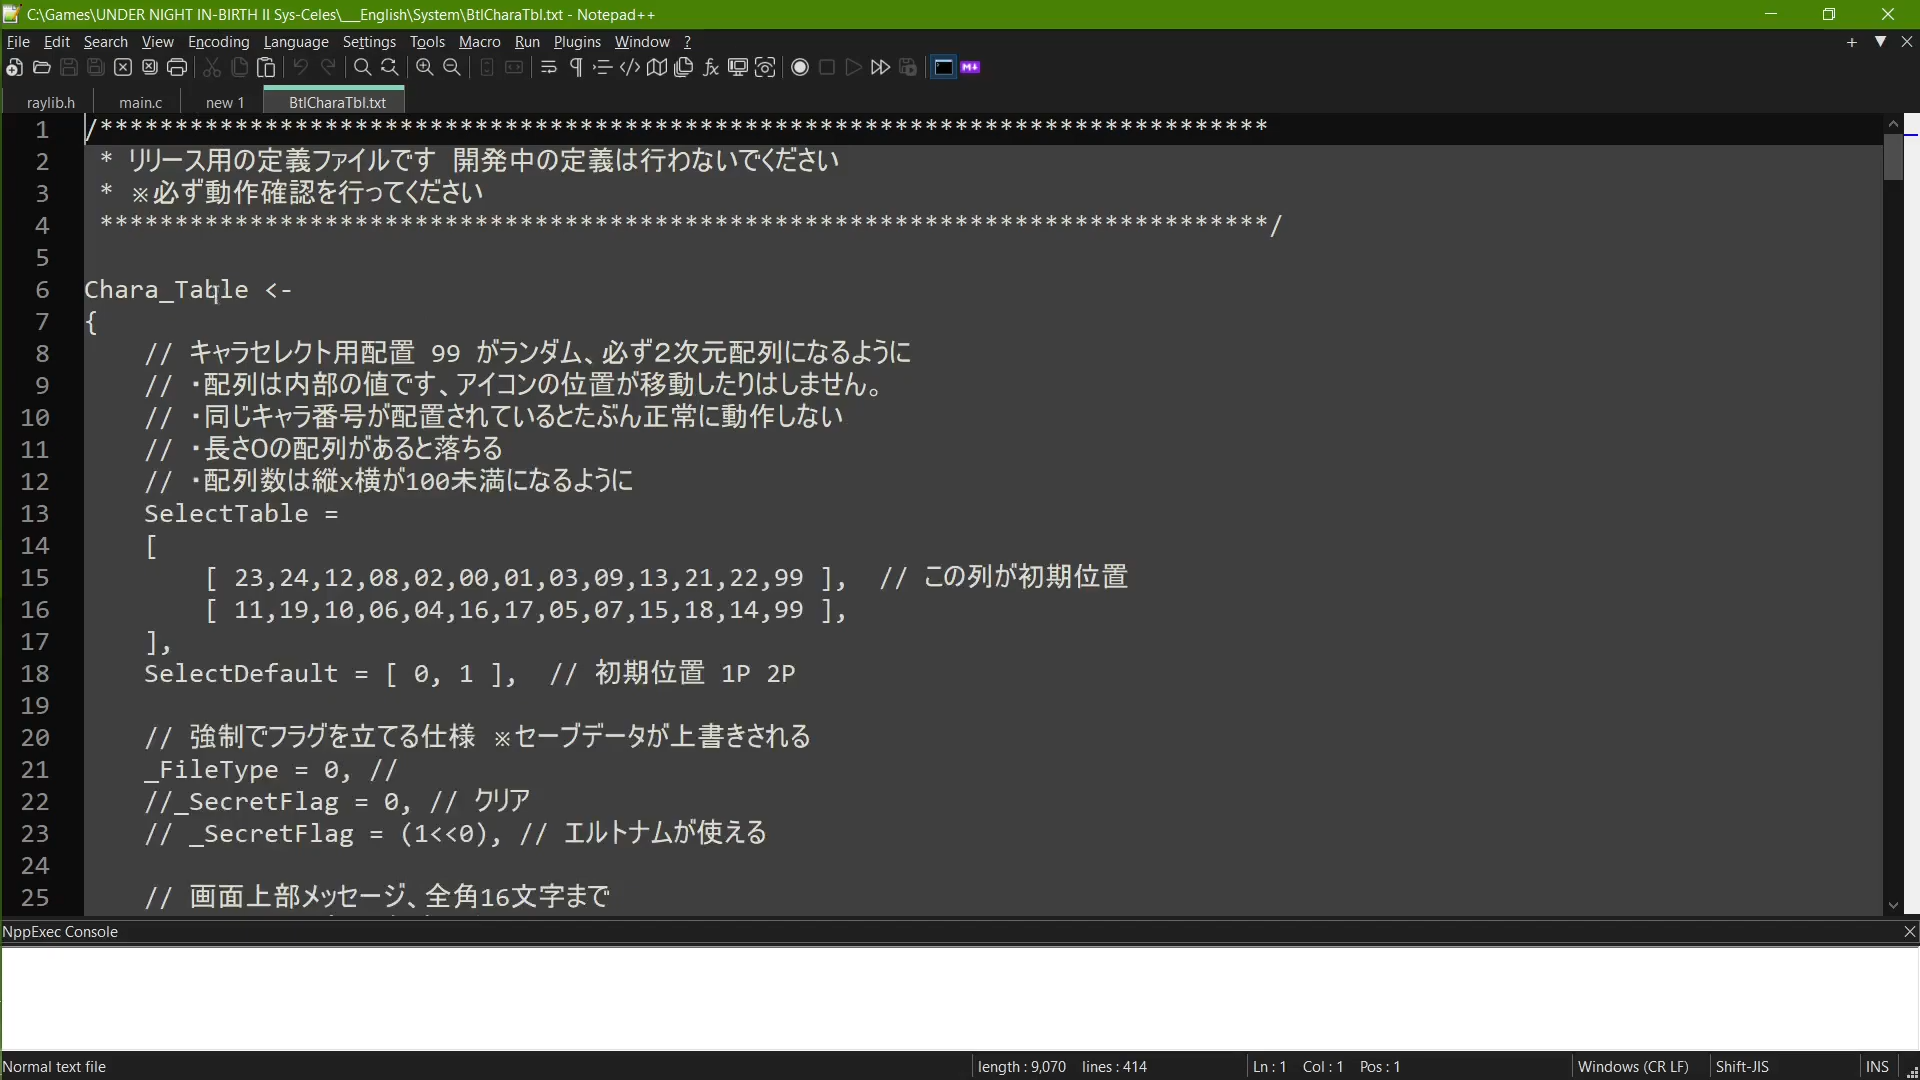 C:\Games\UNDER NIGHT IN-BIRTH II Sys-Celes\___English\System\BtlCharaTbl.txt - Notepad++
File Edit Search View Encoding Language Settings Tools Macro Run Plugins Window ?
raylib.h main.c new 1 BtlCharaTbl.txt
1 /******************************************************************************
2 * リリース用の定義ファイルです 開発中の定義は行わないでください
3 * ※必ず動作確認を行ってください
4 ******************************************************************************/
5
6 Chara_Table <-
7 {
8 // キャラセレクト用配置 99 がランダム、必ず２次元配列になるように
9 // ・配列は内部の値です、アイコンの位置が移動したりはしません。
10 // ・同じキャラ番号が配置されているとたぶん正常に動作しない
11 // ・長さ０の配列があると落ちる
12 // ・配列数は縦x横が100未満になるように
13 SelectTable =
14 [
15 [ 23,24,12,08,02,00,01,03,09,13,21,22,99 ], // この列が初期位置
16 [ 11,19,10,06,04,16,17,05,07,15,18,14,99 ],
17 ],
18 SelectDefault = [ 0, 1 ], // 初期位置 1P 2P
19
20 // 強制でフラグを立てる仕様 ※セーブデータが上書きされる
21 _FileType = 0, //
22 //_SecretFlag = 0, // クリア
23 // _SecretFlag = (1<<0), // エルトナムが使える
24
25 // 画面上部メッセージ、全角16文字まで
NppExec Console
Normal text file length : 9,070 lines : 414 Ln : 1 Col : 1 Pos : 1 Windows (CR LF) Shift-JIS INS